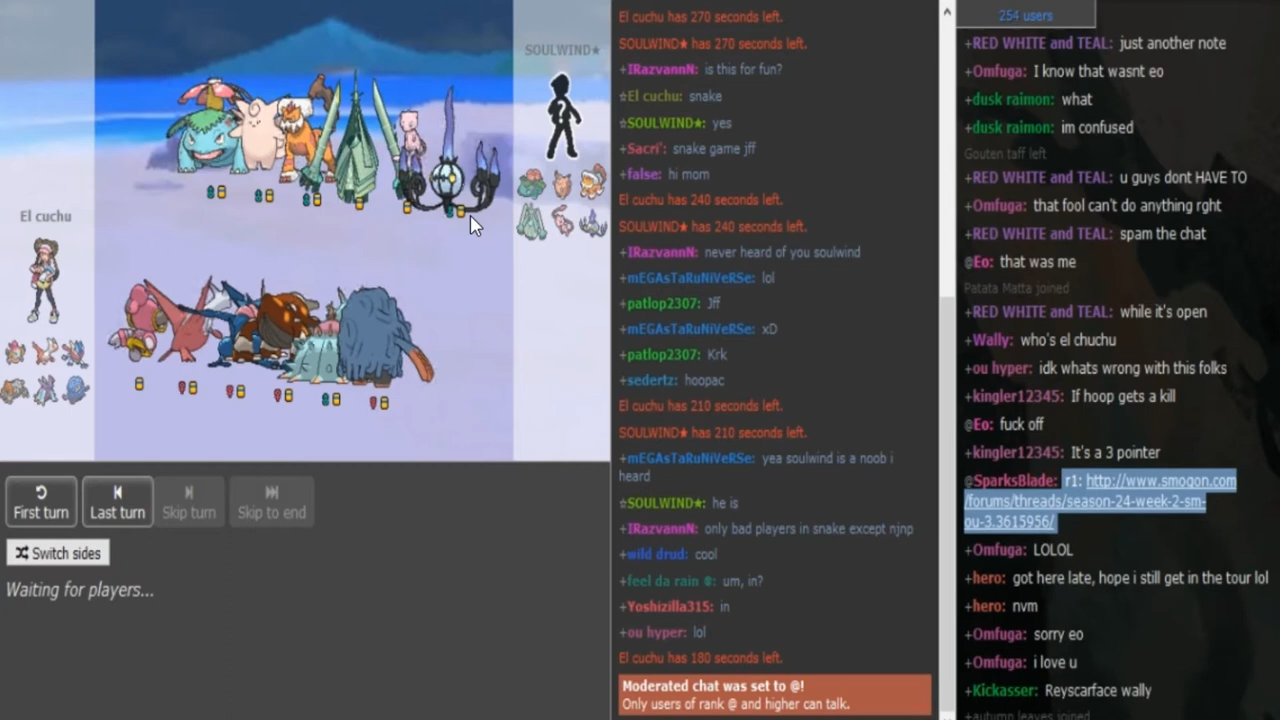 El cuchu
SOULWIND★
First turn
Last turn
Skip turn
Skip to end
Switch sides
Waiting for players...
El cuchu has 270 seconds left.
SOULWIND★ has 270 seconds left.
+IRazvannN: is this for fun?
☆El cuchu: snake
☆SOULWIND★: yes
+Sacri': snake game jff
+false: hi mom
El cuchu has 240 seconds left.
SOULWIND★ has 240 seconds left.
+IRazvannN: never heard of you soulwind
+mEGAsTaRuNiVeRSe: lol
+patlop2307: Jff
+mEGAsTaRuNiVeRSe: xD
+patlop2307: Krk
+sedertz: hoopac
El cuchu has 210 seconds left.
SOULWIND★ has 210 seconds left.
+mEGAsTaRuNiVeRSe: yea soulwind is a noob i
heard
☆SOULWIND★: he is
+IRazvannN: only bad players in snake except njnp
+wild drud: cool
+feel da rain ❄: um, in?
+Yoshizilla315: in
+ou hyper: lol
El cuchu has 180 seconds left.
Moderated chat was set to @!
Only users of rank @ and higher can talk.
254 users
+RED WHITE and TEAL: just another note
+Omfuga: I know that wasnt eo
+dusk raimon: what
+dusk raimon: im confused
Gouten taff left
+RED WHITE and TEAL: u guys dont HAVE TO
+Omfuga: that fool can't do anything rght
+RED WHITE and TEAL: spam the chat
@Eo: that was me
Patata Matta joined
+RED WHITE and TEAL: while it's open
+Wally: who's el chuchu
+ou hyper: idk whats wrong with this folks
+kingler12345: If hoop gets a kill
@Eo: fuck off
+kingler12345: It's a 3 pointer
@SparksBlade: r1: http://www.smogon.com
/forums/threads/season-24-week-2-sm-
ou-3.3615956/
+Omfuga: LOLOL
+hero: got here late, hope i still get in the tour lol
+hero: nvm
+Omfuga: sorry eo
+Omfuga: i love u
+Kickasser: Reyscarface wally
+autumn leaves joined